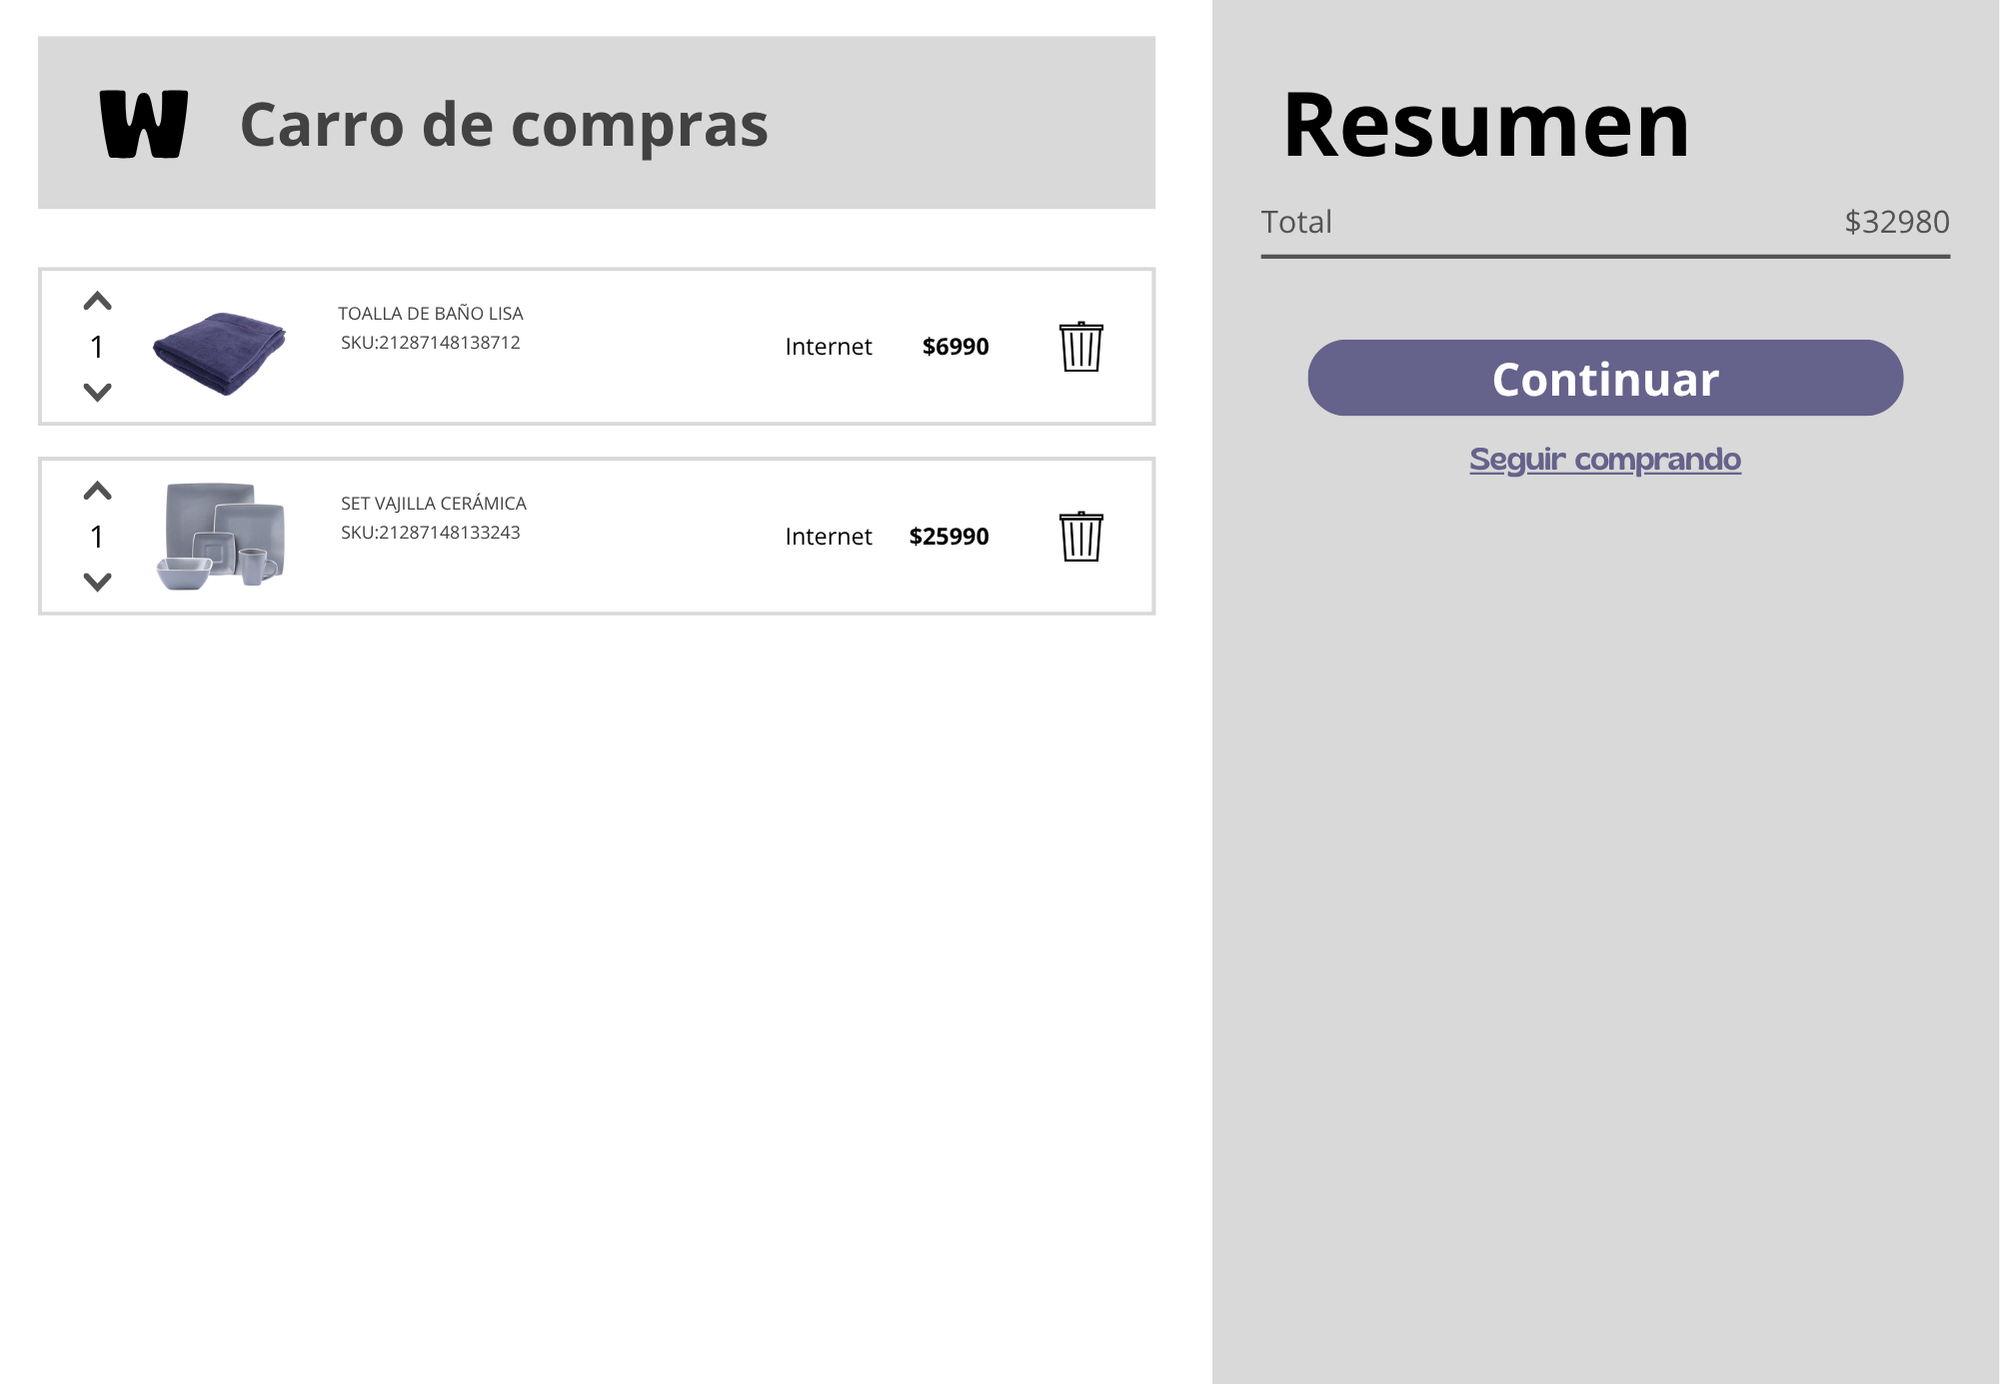 W Carro de compras
1
TOALLA DE BAÑO LISA
SKU:21287148138712
Internet $6990
1
SET VAJILLA CERÁMICA
SKU:21287148133243
Internet $25990
Resumen
Total $32980
Continuar
Seguir comprando